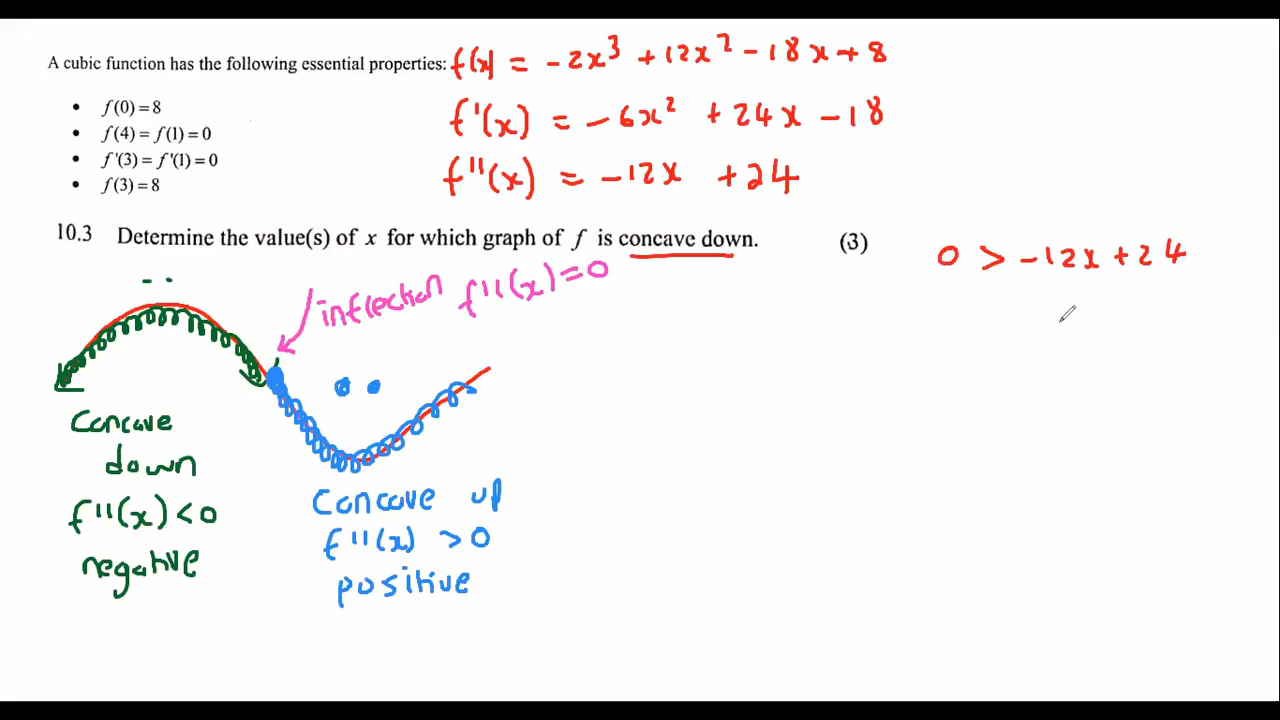 A cubic function has the following essential properties: f(x) = -2x³ + 12x² - 18x + 8
• f(0) = 8
f'(x) = -6x² + 24x - 18
• f(4) = f(1) = 0
• f'(3) = f'(1) = 0
f''(x) = -12x + 24
• f(3) = 8
10.3 Determine the value(s) of x for which graph of f is concave down. (3)
0 > -12x + 24
inflection f''(x) = 0
Concave
down
f''(x) < 0
negative
Concave up
f''(x) > 0
positive